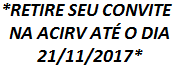 *RETIRE SEU CONVITE
NA ACIRV ATÉ O DIA
21/11/2017*